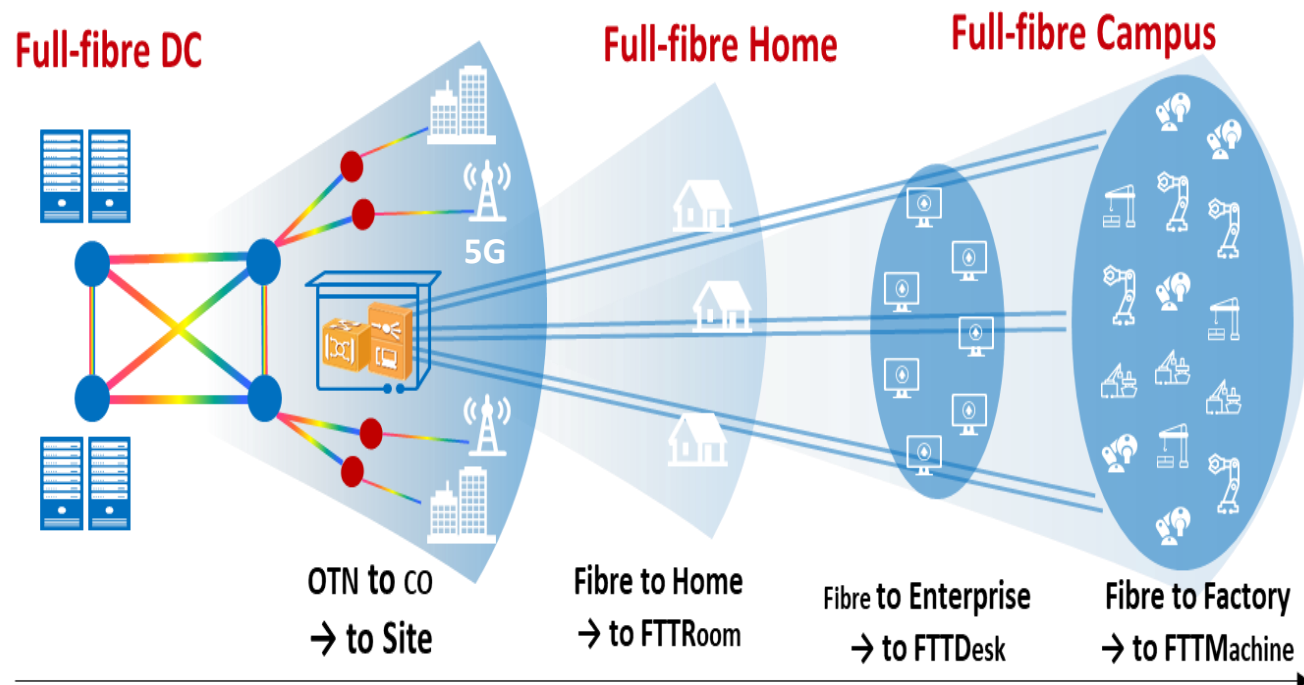 Full-fibre DC
Full-fibre Home
Full-fibre Campus
5G
OTN to CO
→ to Site
Fibre to Home
→ to FTTRoom
Fibre to Enterprise
→ to FTTDesk
Fibre to Factory
→ to FTTMachine